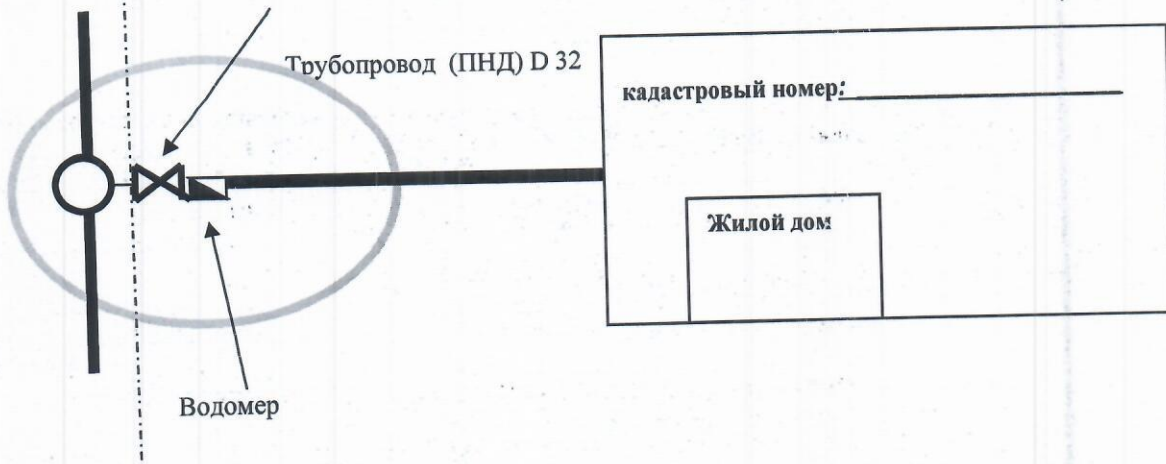 Трубопровод (ПНД) D 32
кадастровый номер:
Жилой дом
Водомер